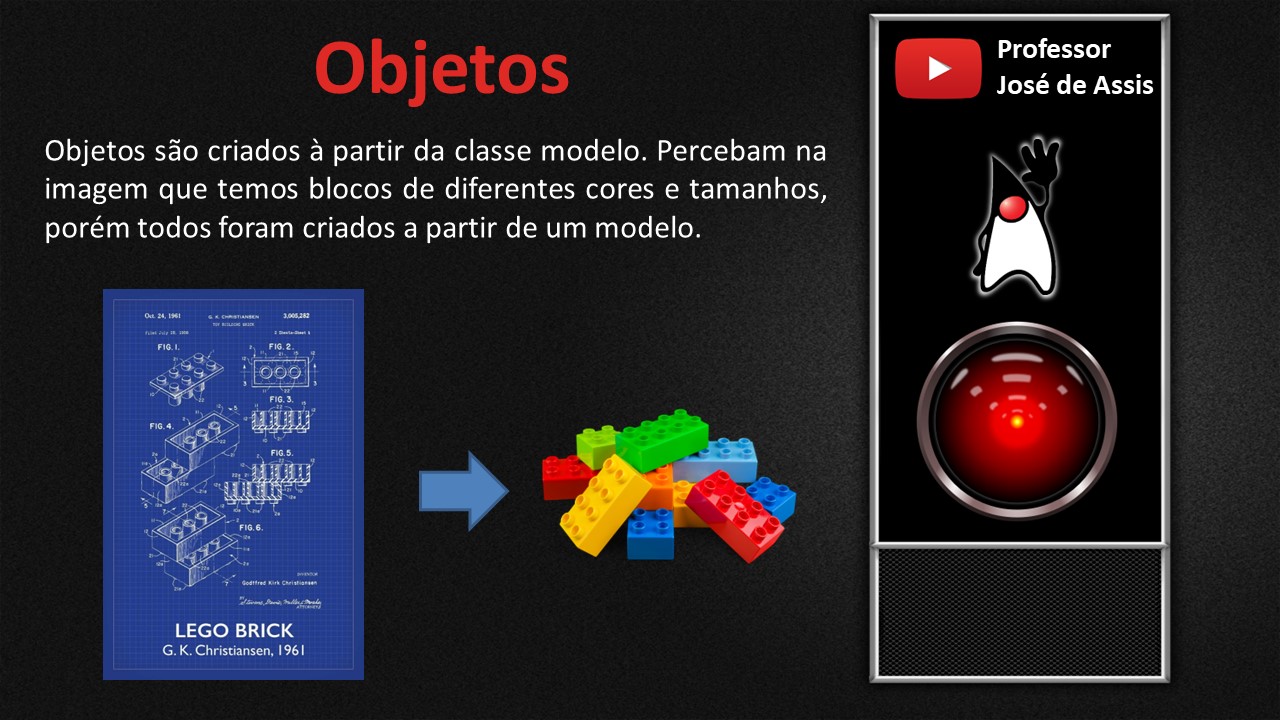 Objetos
Objetos são criados à partir da classe modelo. Percebam na
imagem que temos blocos de diferentes cores e tamanhos,
porém todos foram criados a partir de um modelo.
Professor
José de Assis
Oct. 24, 1961 G. K. CHRISTIANSEN 3,005,282
TOY BUILDING BRICK
Filed July 28, 1958 2 Sheets-Sheet 1
FIG. 1.
FIG. 2.
FIG. 3.
FIG. 4.
FIG. 5.
FIG. 6.
INVENTOR
Godtfred Kirk Christiansen
ATTORNEYS
LEGO BRICK
G. K. Christiansen, 1961